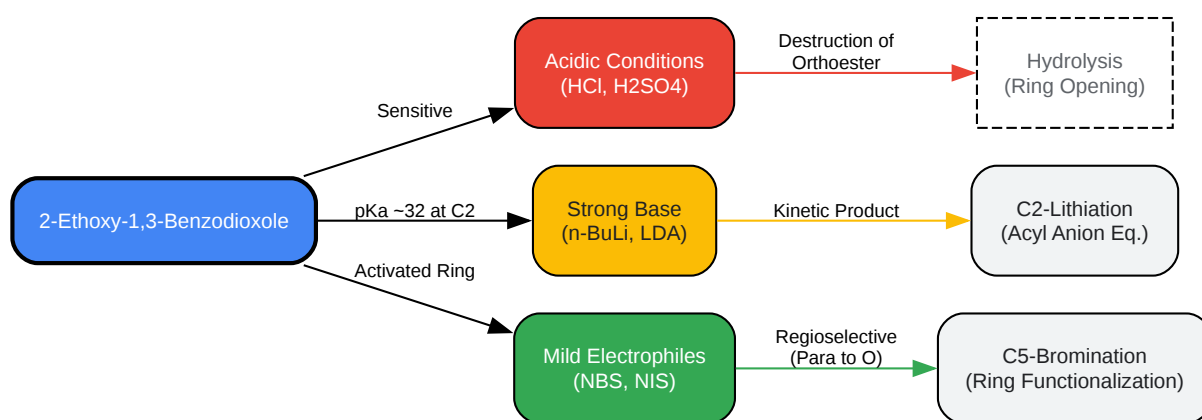 Acidic Conditions
(HCl, H2SO4)
Destruction of
Orthoester
Hydrolysis
(Ring Opening)
Sensitive
2-Ethoxy-1,3-Benzodioxole
pKa ~32 at C2
Strong Base
(n-BuLi, LDA)
Kinetic Product
C2-Lithiation
(Acyl Anion Eq.)
Activated Ring
Mild Electrophiles
(NBS, NIS)
Regioselective
(Para to O)
C5-Bromination
(Ring Functionalization)